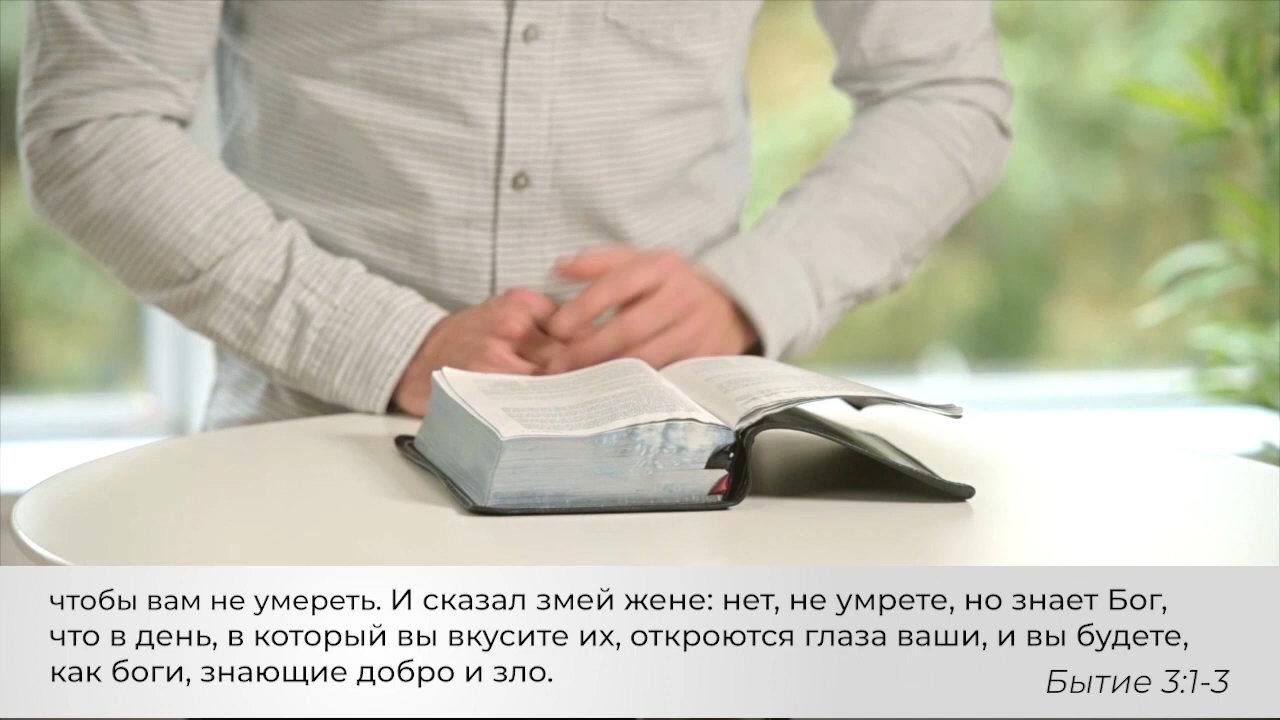 чтобы вам не умереть. И сказал змей жене: нет, не умрете, но знает Бог,
что в день, в который вы вкусите их, откроются глаза ваши, и вы будете,
как боги, знающие добро и зло.
Бытие 3:1-3